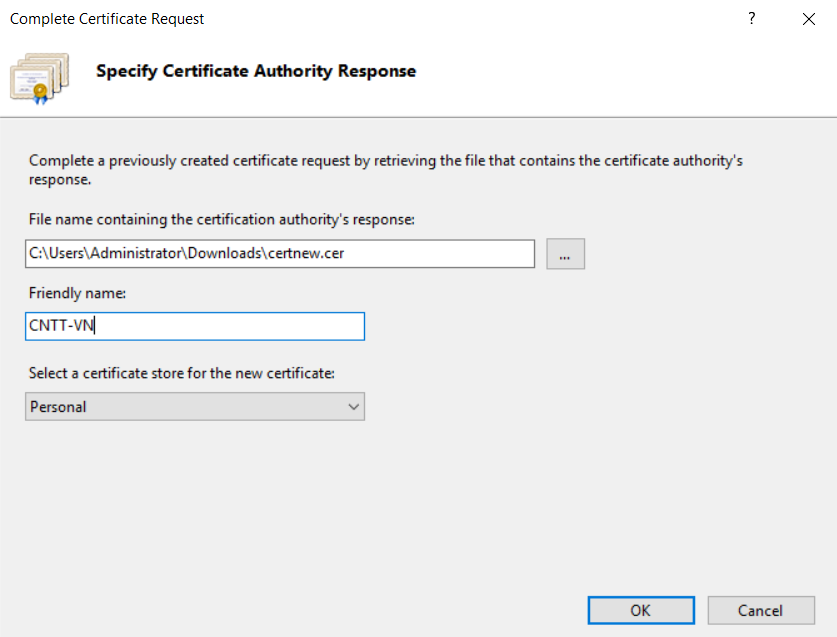 Complete Certificate Request
?
Specify Certificate Authority Response
Complete a previously created certificate request by retrieving the file that contains the certificate authority's
response.
File name containing the certification authority's response:
C:\Users\Administrator\Downloads\certnew.cer
...
Friendly name:
CNTT-VN
Select a certificate store for the new certificate:
Personal
OK
Cancel